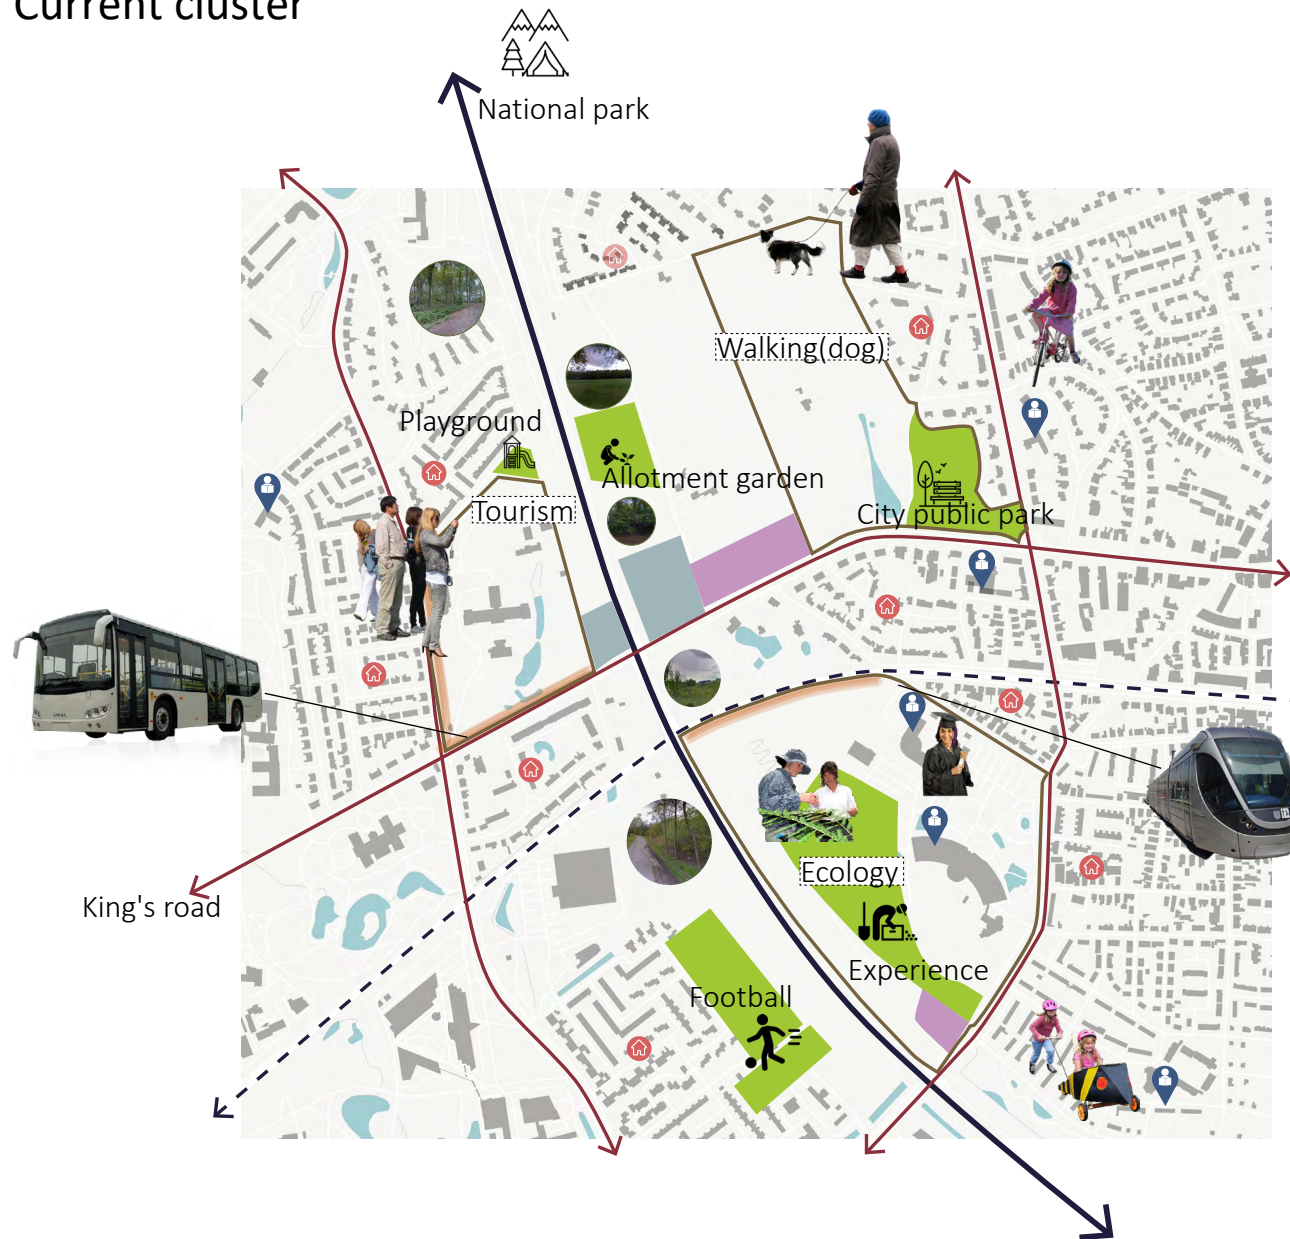 Current cluster
National park
Walking(dog)
Playground
Allotment garden
Tourism
City public park
King's road
Ecology
Experience
Football